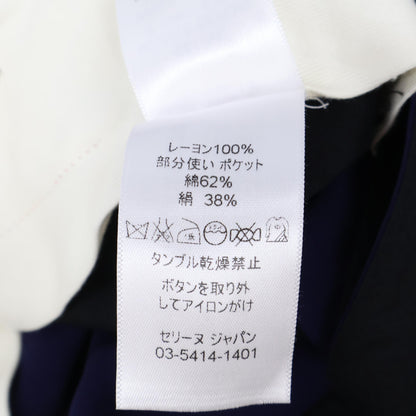 レーヨン100%
部分使い ポケット
綿62%
絹 38%
タンブル乾燥禁止
ボタンを取り外
してアイロンがけ
セリーヌ ジャパン
03-5414-1401